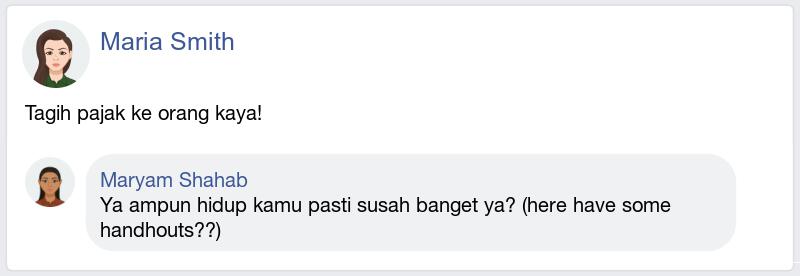 Maria Smith
Tagih pajak ke orang kaya!
Maryam Shahab
Ya ampun hidup kamu pasti susah banget ya? (here have some
handouts??)